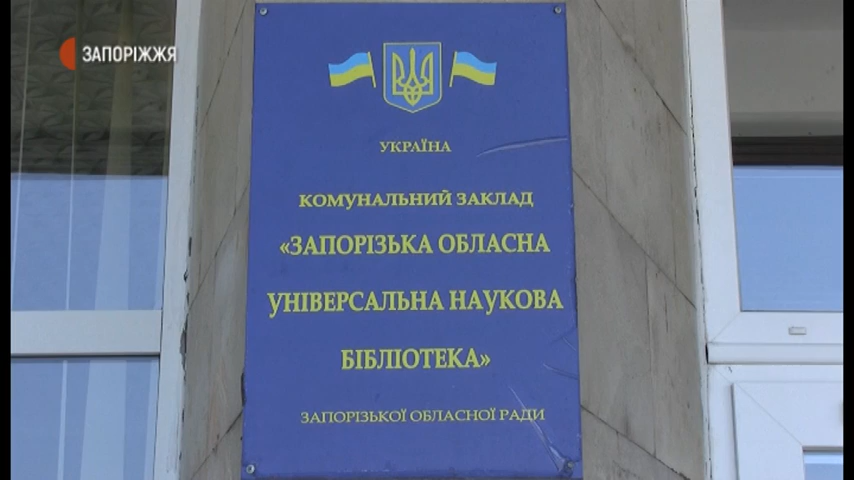 ЗАПОРІЖЖЯ
УКРАЇНА
КОМУНАЛЬНИЙ ЗАКЛАД
«ЗАПОРІЗЬКА ОБЛАСНА
УНІВЕРСАЛЬНА НАУКОВА
БІБЛІОТЕКА»
ЗАПОРІЗЬКОЇ ОБЛАСНОЇ РАДИ